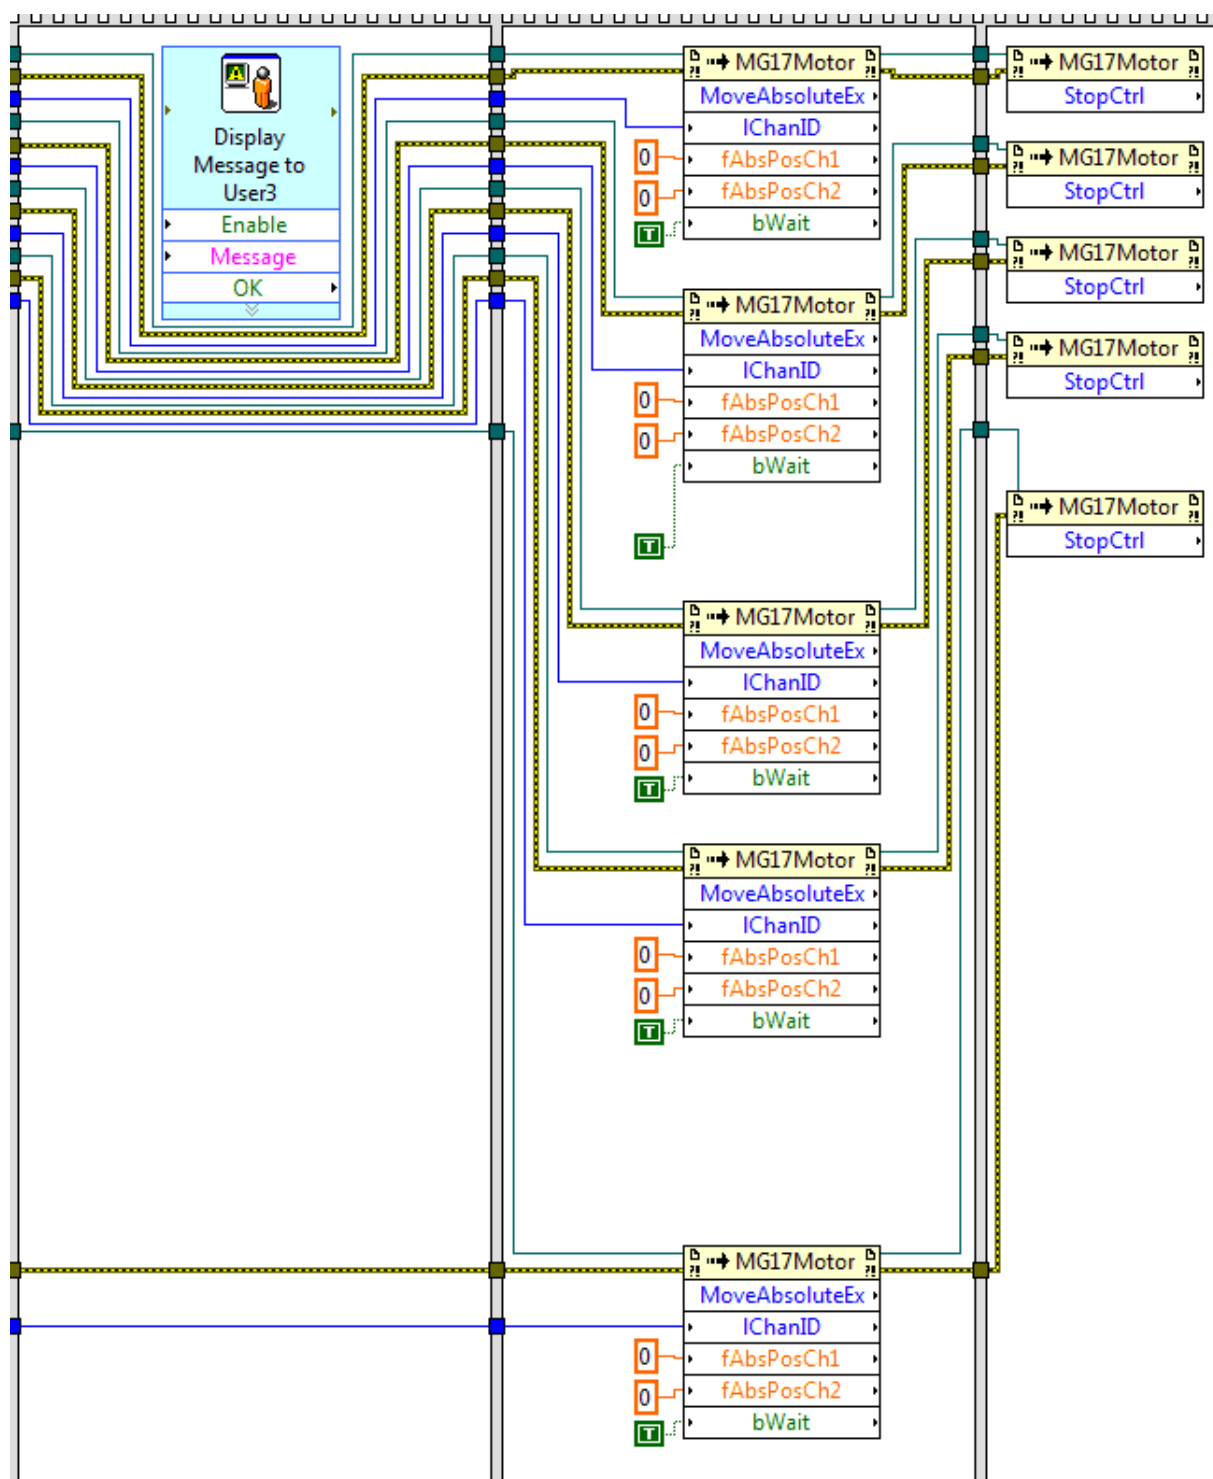 A
Display
Message to
User3
Enable
Message
OK
MG17Motor
MoveAbsoluteEx
lChanID
0 fAbsPosCh1
0 fAbsPosCh2
T bWait
MG17Motor
MoveAbsoluteEx
lChanID
0 fAbsPosCh1
0 fAbsPosCh2
bWait
T
MG17Motor
MoveAbsoluteEx
lChanID
0 fAbsPosCh1
0 fAbsPosCh2
T bWait
MG17Motor
MoveAbsoluteEx
lChanID
0 fAbsPosCh1
0 fAbsPosCh2
T bWait
MG17Motor
MoveAbsoluteEx
lChanID
0 fAbsPosCh1
0 fAbsPosCh2
T bWait
MG17Motor
StopCtrl
MG17Motor
StopCtrl
MG17Motor
StopCtrl
MG17Motor
StopCtrl
MG17Motor
StopCtrl